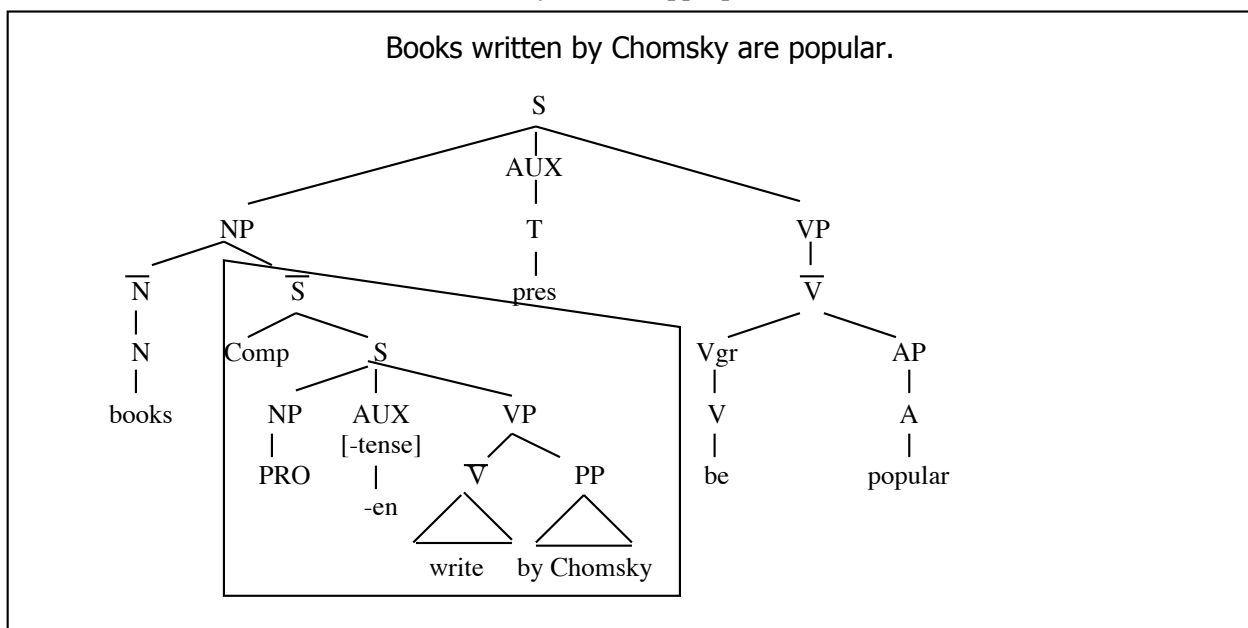 Books written by Chomsky are popular.
S
AUX
NP T VP
N̅ S̅ pres V̅
N Comp S Vgr AP
books NP AUX VP V A
[-tense]
PRO V̅ PP be popular
-en
write by Chomsky